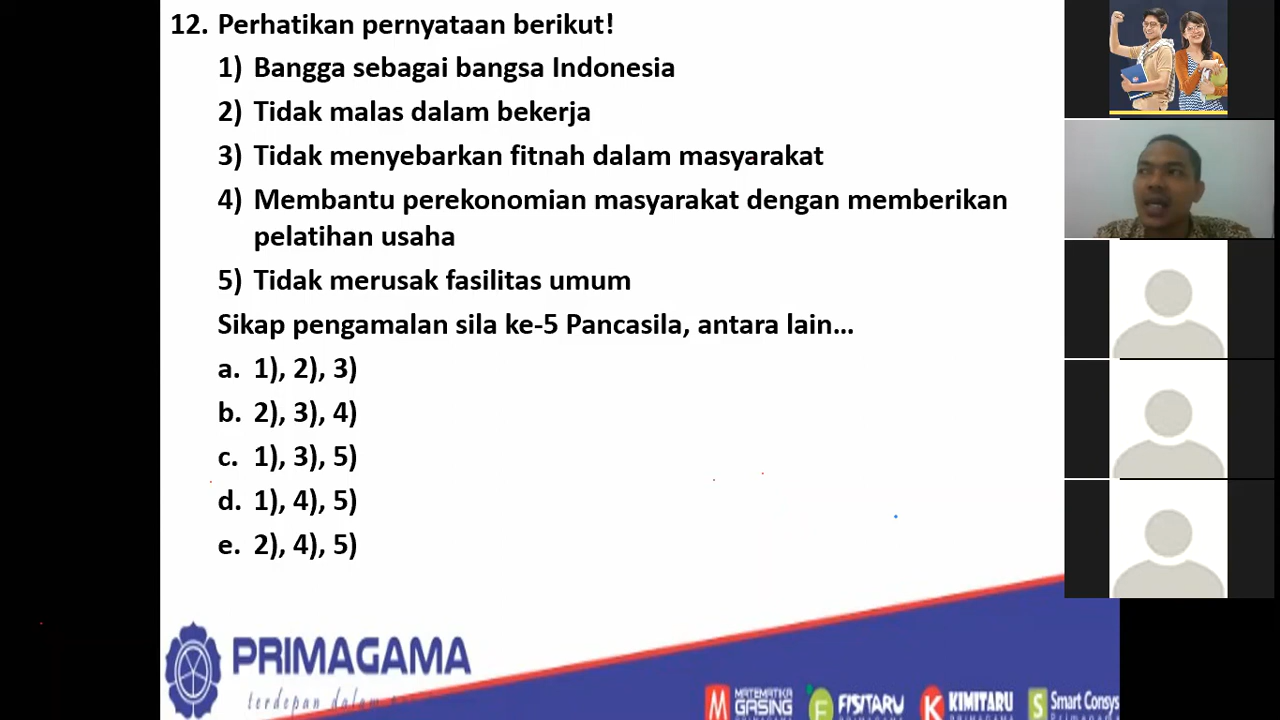 12. Perhatikan pernyataan berikut!
1) Bangga sebagai bangsa Indonesia
2) Tidak malas dalam bekerja
3) Tidak menyebarkan fitnah dalam masyarakat
4) Membantu perekonomian masyarakat dengan memberikan
pelatihan usaha
5) Tidak merusak fasilitas umum
Sikap pengamalan sila ke-5 Pancasila, antara lain...
a. 1), 2), 3)
b. 2), 3), 4)
c. 1), 3), 5)
d. 1), 4), 5)
e. 2), 4), 5)
PRIMAGAMA
terdepan dalam
MATEMATIKA
GASING
FISITARU
KIMITARU
Smart Consys